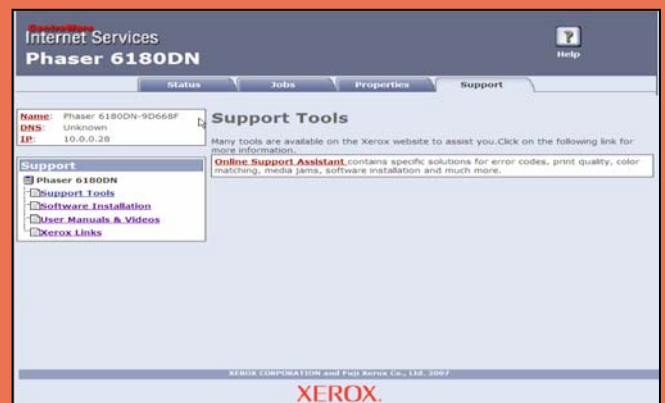 CentreWare
Internet Services
Phaser 6180DN
Help
Status
Jobs
Properties
Support
Name: Phaser 6180DN-9D668F
DNS: Unknown
IP: 10.0.0.28
Support
Phaser 6180DN
Support Tools
Software Installation
User Manuals & Videos
Xerox Links
Support Tools
Many tools are available on the Xerox website to assist you.Click on the following link for
more information.
Online Support Assistant contains specific solutions for error codes, print quality, color
matching, media jams, software installation and much more.
XEROX CORPORATION and Fuji Xerox Co., Ltd. 2007
XEROX.